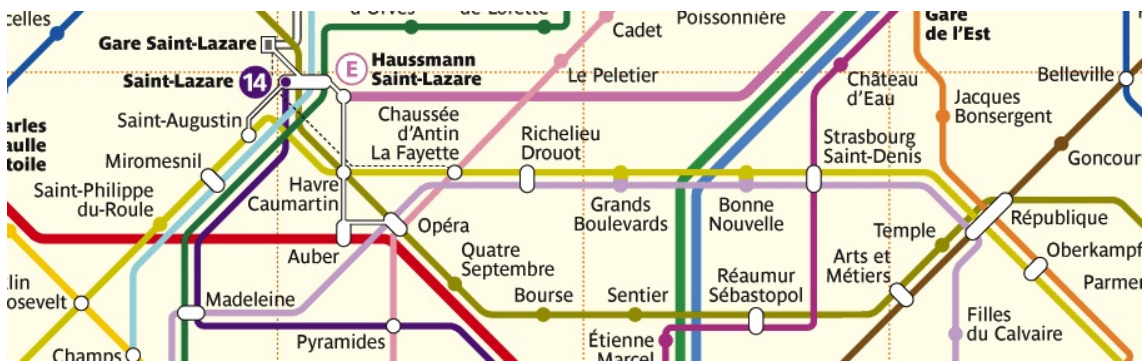 celles
Gare Saint-Lazare
Saint-Lazare
14
E
Haussmann
Saint-Lazare
d'Orves
de Lorette
Cadet
Poissonnière
Le Peletier
Gare
de l'Est
Château
d'Eau
Belleville
Jacques
Bonsergent
Saint-Augustin
Chaussée
d'Antin
La Fayette
Richelieu
Drouot
Strasbourg
Saint-Denis
Goncour
arles
aulle
toile
Miromesnil
Saint-Philippe
du-Roule
Havre
Caumartin
Opéra
Grands
Boulevards
Bonne
Nouvelle
République
Temple
Auber
Quatre
Septembre
Arts et
Métiers
Oberkampf
Parmen
lin
osevelt
Madeleine
Bourse
Sentier
Réaumur
Sébastopol
Filles
du Calvaire
Champs
Pyramides
Étienne
Marcel